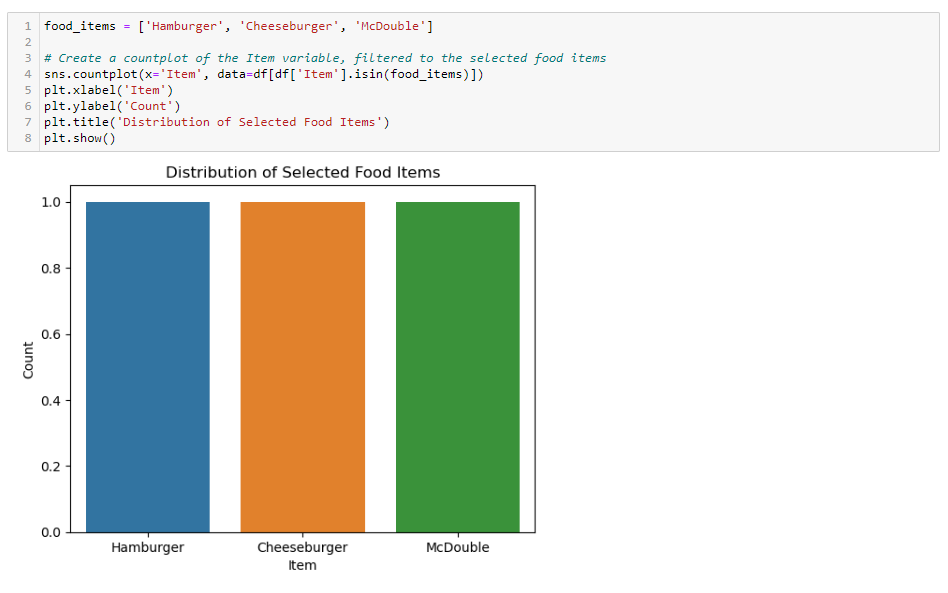 1 food_items = ['Hamburger', 'Cheeseburger', 'McDouble']
2
3 # Create a countplot of the Item variable, filtered to the selected food items
4 sns.countplot(x='Item', data=df[df['Item'].isin(food_items)])
5 plt.xlabel('Item')
6 plt.ylabel('Count')
7 plt.title('Distribution of Selected Food Items')
8 plt.show()
Distribution of Selected Food Items
1.0
0.8
0.6
0.4
0.2
0.0
Count
Hamburger Cheeseburger McDouble
Item